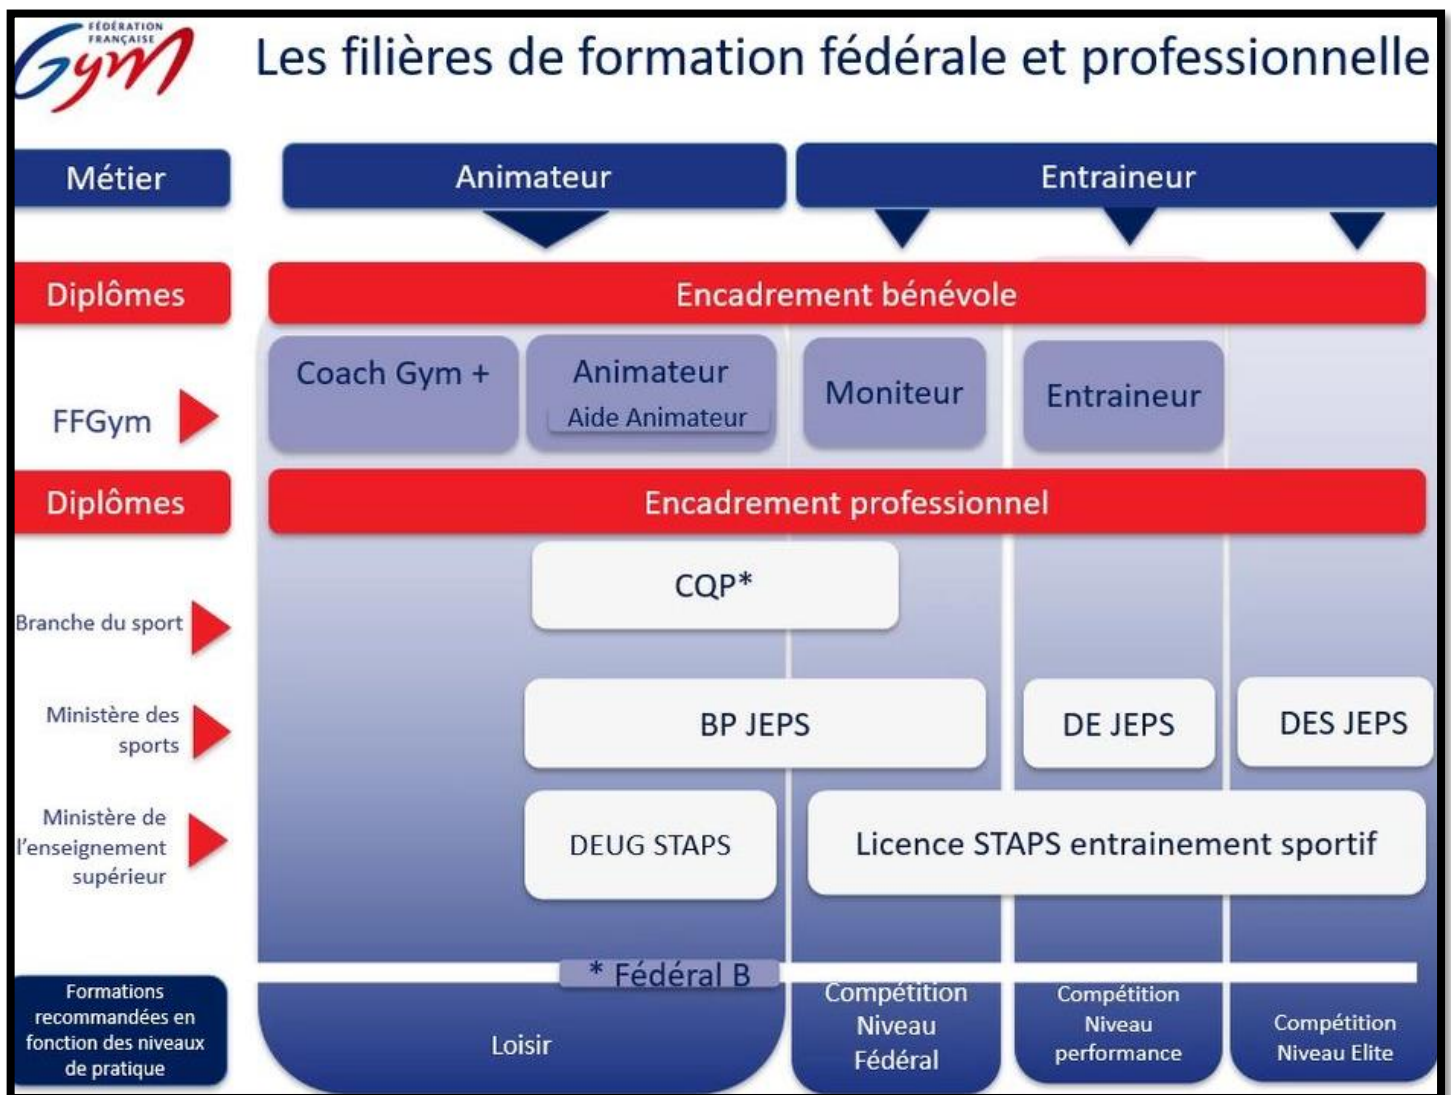 FÉDÉRATION
FRANÇAISE
Gym
Les filières de formation fédérale et professionnelle
Métier
Animateur
Entraineur
Diplômes
Encadrement bénévole
FFGym
Coach Gym +
Animateur
Aide Animateur
Moniteur
Entraineur
Diplômes
Encadrement professionnel
Branche du sport
CQP*
Ministère des
sports
BP JEPS
DE JEPS
DES JEPS
Ministère de
l'enseignement
supérieur
DEUG STAPS
Licence STAPS entrainement sportif
* Fédéral B
Formations
recommandées en
fonction des niveaux
de pratique
Loisir
Compétition
Niveau
Fédéral
Compétition
Niveau
performance
Compétition
Niveau Elite